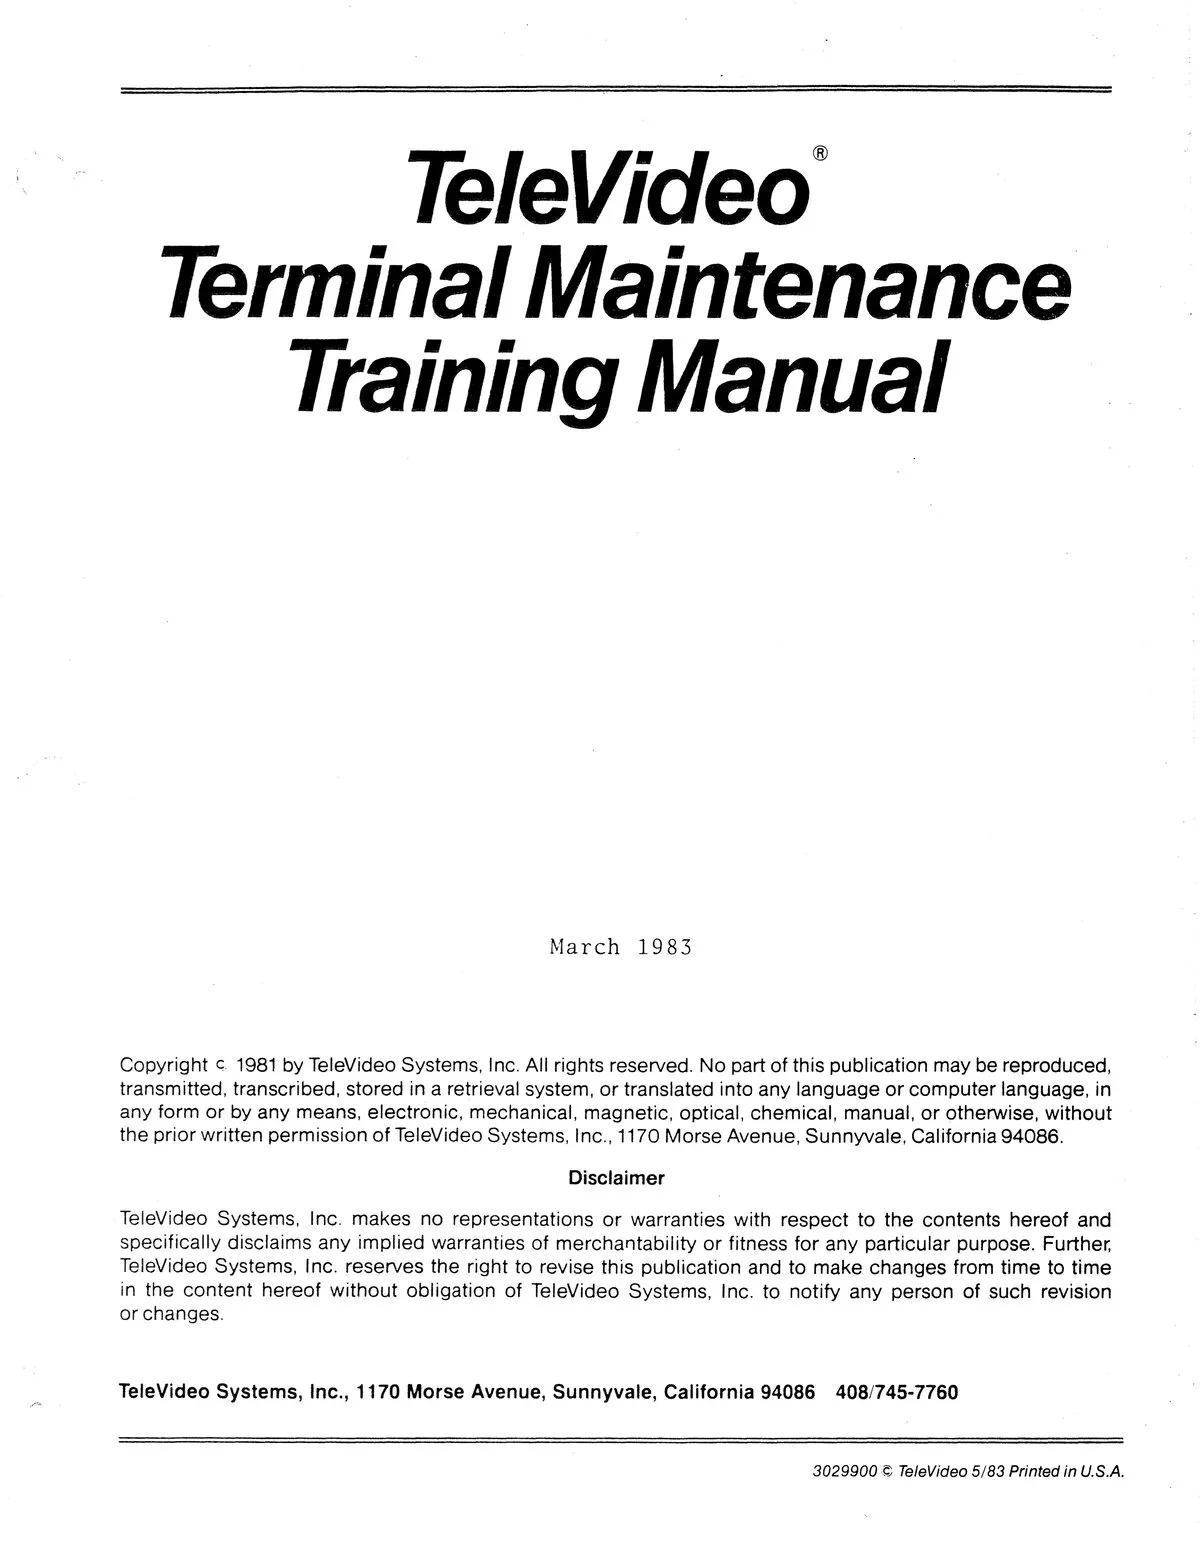 TeleVideo®
Terminal Maintenance
Training Manual
March 1983
Copyright © 1981 by TeleVideo Systems, Inc. All rights reserved. No part of this publication may be reproduced,
transmitted, transcribed, stored in a retrieval system, or translated into any language or computer language, in
any form or by any means, electronic, mechanical, magnetic, optical, chemical, manual, or otherwise, without
the prior written permission of TeleVideo Systems, Inc., 1170 Morse Avenue, Sunnyvale, California 94086.
Disclaimer
TeleVideo Systems, Inc. makes no representations or warranties with respect to the contents hereof and
specifically disclaims any implied warranties of merchantability or fitness for any particular purpose. Further,
TeleVideo Systems, Inc. reserves the right to revise this publication and to make changes from time to time
in the content hereof without obligation of TeleVideo Systems, Inc. to notify any person of such revision
or changes.
TeleVideo Systems, Inc., 1170 Morse Avenue, Sunnyvale, California 94086 408/745-7760
3029900 © TeleVideo 5/83 Printed in U.S.A.